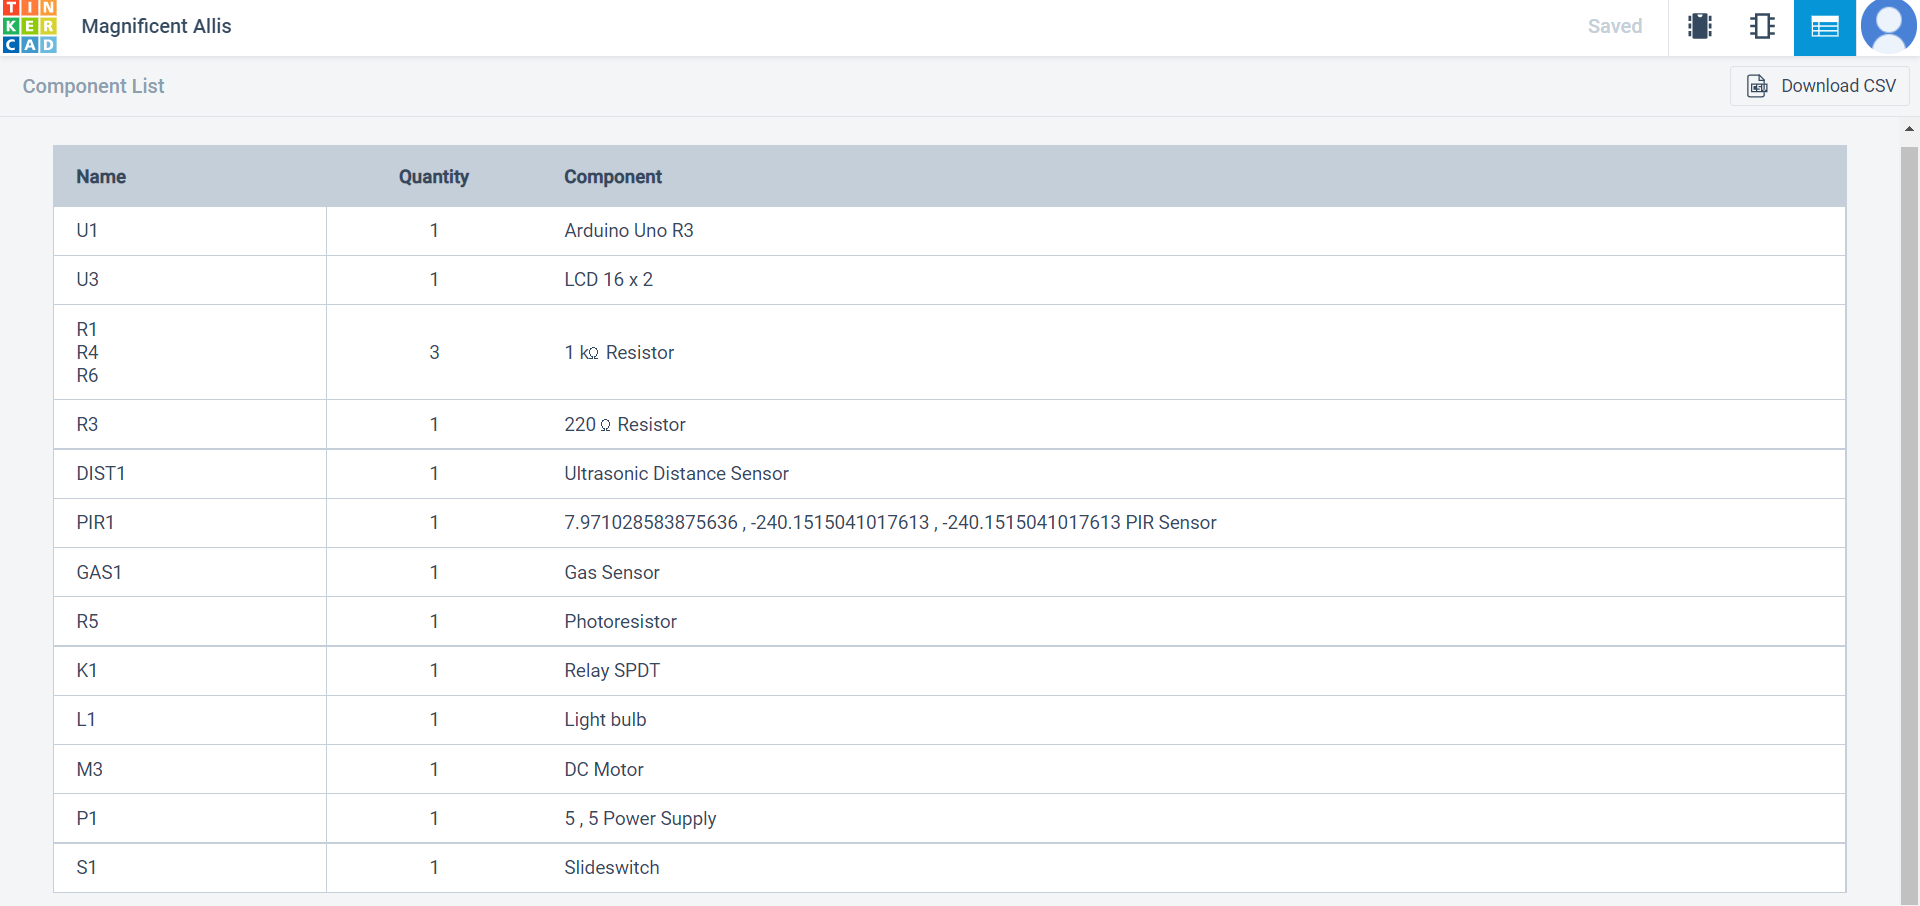 TIN
KER
CAD
Magnificent Allis
Saved
Component List
CSV
Download CSV
Name Quantity Component
U1 1 Arduino Uno R3
U3 1 LCD 16 x 2
R1
R4 3 1 kΩ Resistor
R6
R3 1 220 Ω Resistor
DIST1 1 Ultrasonic Distance Sensor
PIR1 1 7.971028583875636 , -240.1515041017613 , -240.1515041017613 PIR Sensor
GAS1 1 Gas Sensor
R5 1 Photoresistor
K1 1 Relay SPDT
L1 1 Light bulb
M3 1 DC Motor
P1 1 5 , 5 Power Supply
S1 1 Slideswitch